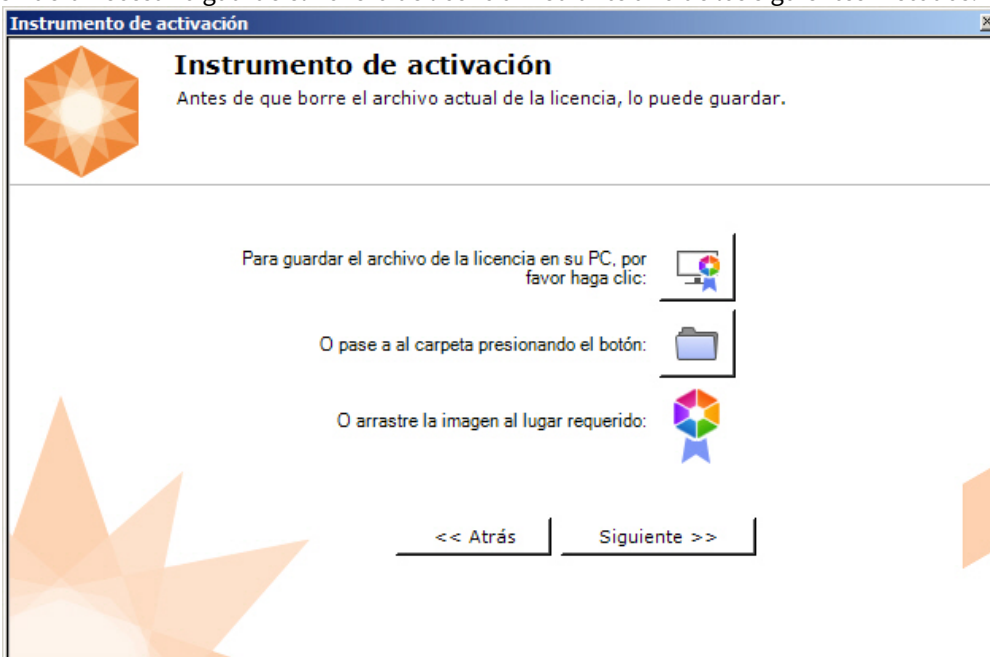 Instrumento de activación
Instrumento de activación
Antes de que borre el archivo actual de la licencia, lo puede guardar.
Para guardar el archivo de la licencia en su PC, por
favor haga clic:
O pase a al carpeta presionando el botón:
O arrastre la imagen al lugar requerido:
<< Atrás
Siguiente >>